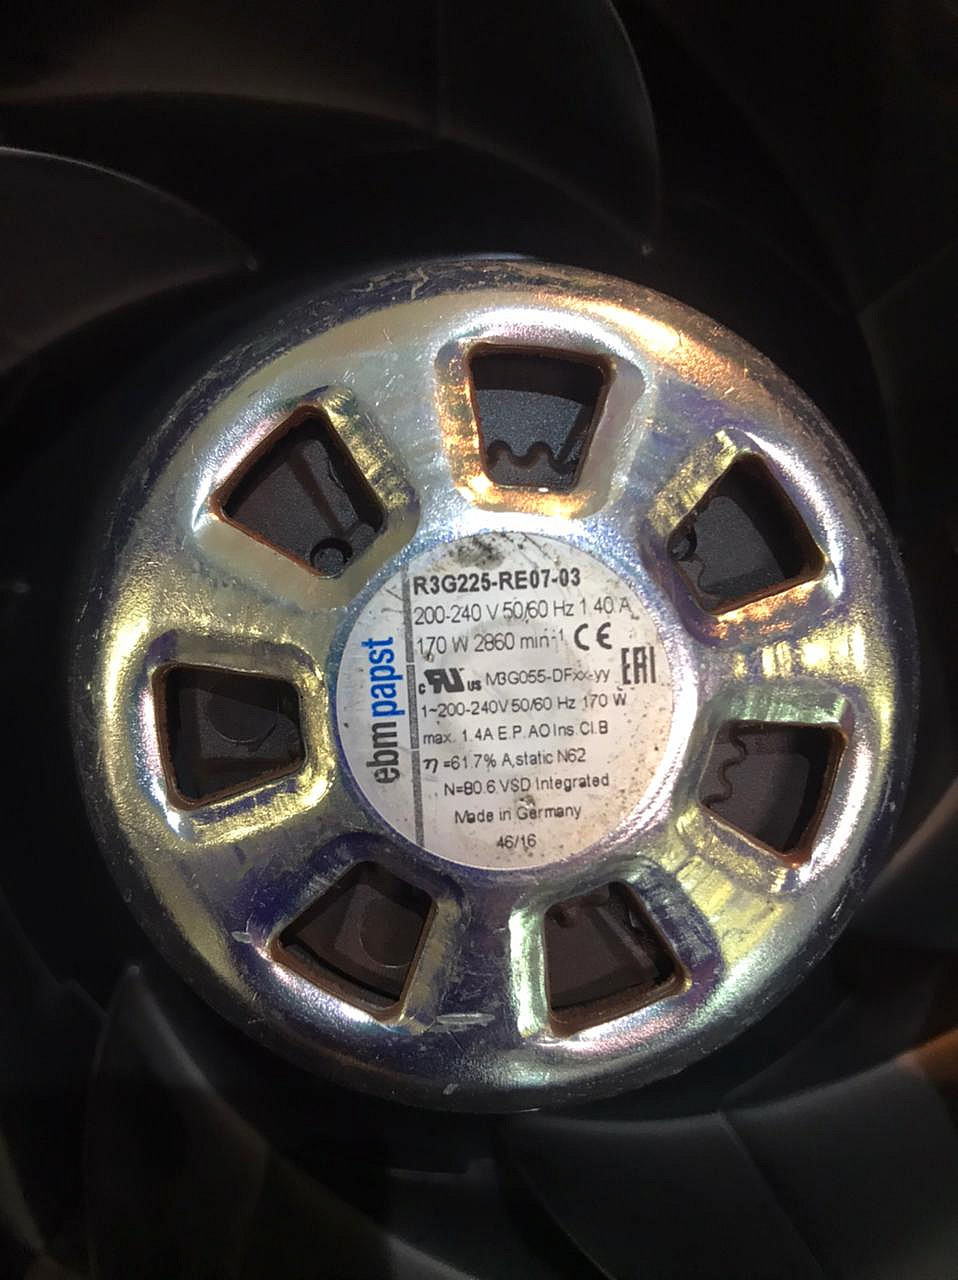 ebmpapst
R3G225-RE07-03
200-240 V 50/60 Hz 1.40 A
170 W 2860 min-1 CE
c UR us M3G055-DFxx-yy EAC
1~200-240V 50/60 Hz 170 W
max. 1.4A E.P. AO Ins.Cl.B
η =61.7% A,static N62
N=80.6 VSD Integrated
Made in Germany
46/16